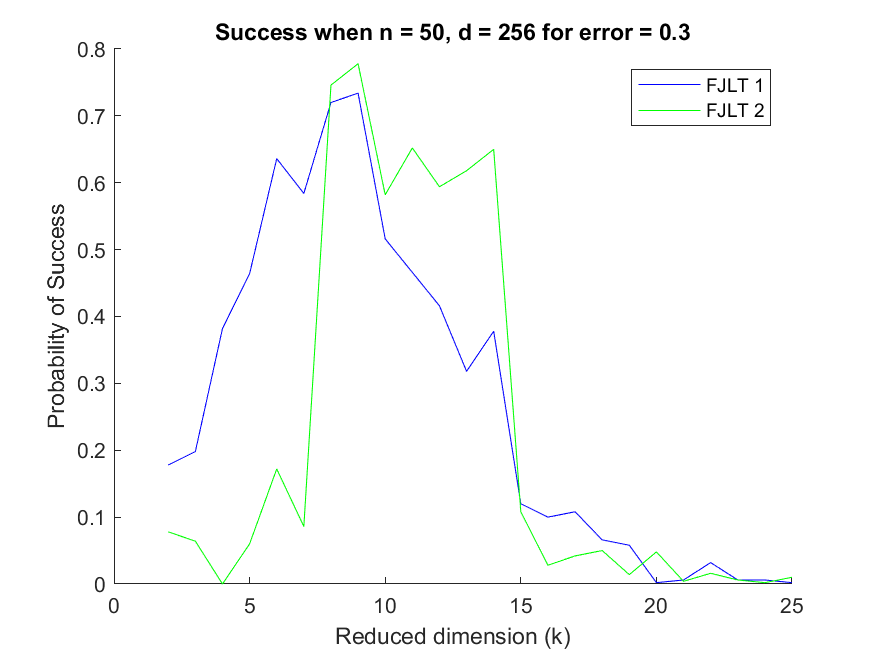 Success when n = 50, d = 256 for error = 0.3
FJLT 1
FJLT 2
Probability of Success
0.8
0.7
0.6
0.5
0.4
0.3
0.2
0.1
0
0 5 10 15 20 25
Reduced dimension (k)